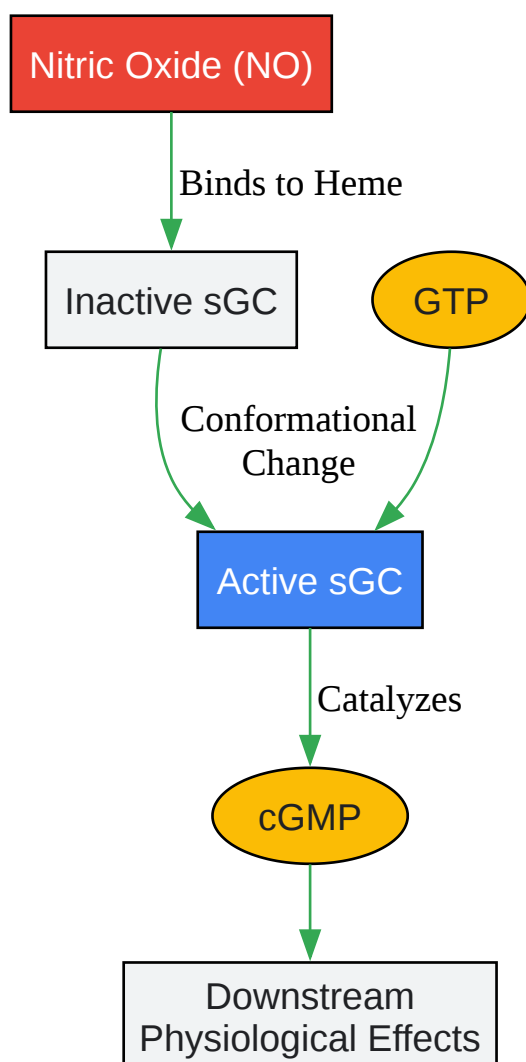 Nitric Oxide (NO)
Binds to Heme
Inactive sGC
GTP
Conformational
Change
Active sGC
Catalyzes
cGMP
Downstream
Physiological Effects